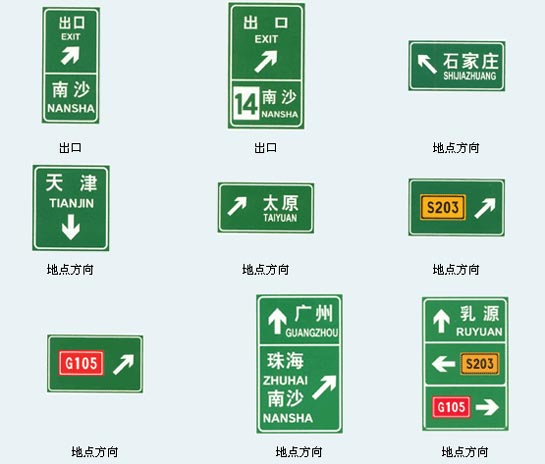 出口
EXIT
南沙
NANSHA
出口
出口
EXIT
14 南沙
NANSHA
出口
石家庄
SHIJIAZHUANG
地点方向
天津
TIANJIN
地点方向
太原
TAIYUAN
地点方向
S203
地点方向
G105
地点方向
广州
GUANGZHOU
珠海
ZHUHAI
南沙
NANSHA
地点方向
乳源
RUYUAN
S203
G105
地点方向